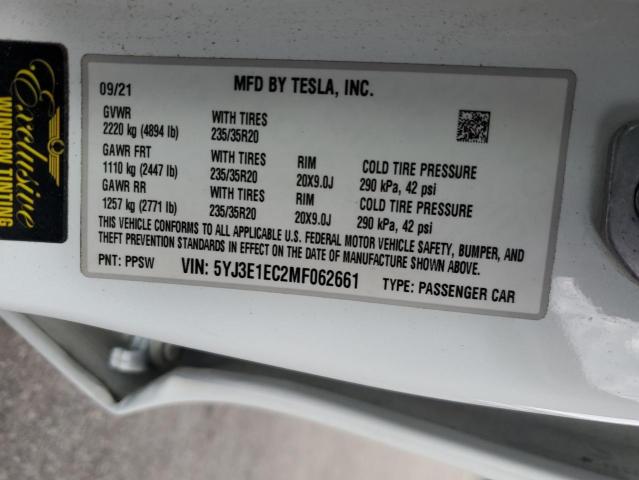 Exclusive
WINDOW TINTING
09/21 MFD BY TESLA, INC.
GVWR WITH TIRES
2220 kg (4894 lb) 235/35R20
GAWR FRT WITH TIRES RIM COLD TIRE PRESSURE
1110 kg (2447 lb) 235/35R20 20X9.0J 290 kPa, 42 psi
GAWR RR WITH TIRES RIM COLD TIRE PRESSURE
1257 kg (2771 lb) 235/35R20 20X9.0J 290 kPa, 42 psi
THIS VEHICLE CONFORMS TO ALL APPLICABLE U.S. FEDERAL MOTOR VEHICLE SAFETY, BUMPER, AND
THEFT PREVENTION STANDARDS IN EFFECT ON THE DATE OF MANUFACTURE SHOWN ABOVE.
PNT: PPSW VIN: 5YJ3E1EC2MF062661 TYPE: PASSENGER CAR